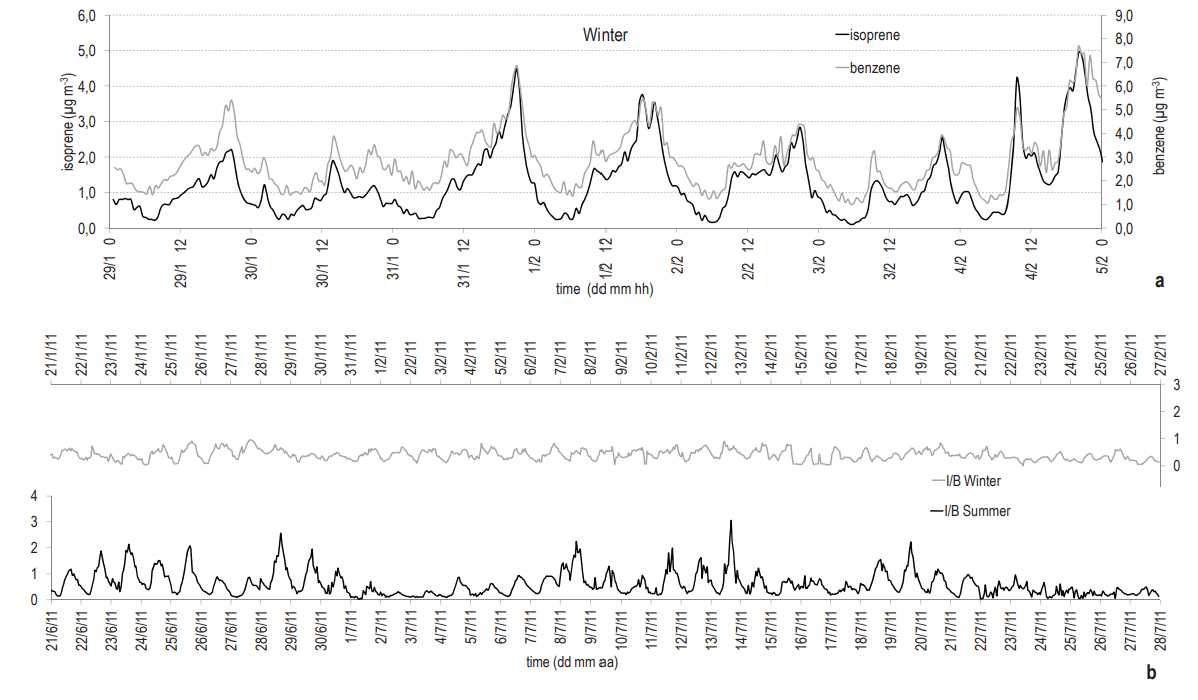 Winter
isoprene
benzene
isoprene (µg m-3)
6,0
5,0
4,0
3,0
2,0
1,0
0,0
9,0
8,0
7,0
6,0
5,0
4,0
3,0
2,0
1,0
0,0
benzene (µg m-3)
0 12 0 12 0 12 0 12 0 12 0 12 0 12 0
29/1 29/1 30/1 30/1 31/1 31/1 1/2 1/2 2/2 2/2 3/2 3/2 4/2 4/2 5/2
time (dd mm hh)
a
21/1/11 22/1/11 23/1/11 24/1/11 25/1/11 26/1/11 27/1/11 28/1/11 29/1/11 30/1/11 31/1/11 1/2/11 2/2/11 3/2/11 4/2/11 5/2/11 6/2/11 7/2/11 8/2/11 9/2/11 10/2/11 11/2/11 12/2/11 13/2/11 14/2/11 15/2/11 16/2/11 17/2/11 18/2/11 19/2/11 20/2/11 21/2/11 22/2/11 23/2/11 24/2/11 25/2/11 26/2/11 27/2/11
3
2
1
0
I/B Winter
I/B Summer
4
3
2
1
0
21/6/11 22/6/11 23/6/11 24/6/11 25/6/11 26/6/11 27/6/11 28/6/11 29/6/11 30/6/11 1/7/11 2/7/11 3/7/11 4/7/11 5/7/11 6/7/11 7/7/11 8/7/11 9/7/11 10/7/11 11/7/11 12/7/11 13/7/11 14/7/11 15/7/11 16/7/11 17/7/11 18/7/11 19/7/11 20/7/11 21/7/11 22/7/11 23/7/11 24/7/11 25/7/11 26/7/11 27/7/11 28/7/11
time (dd mm aa)
b